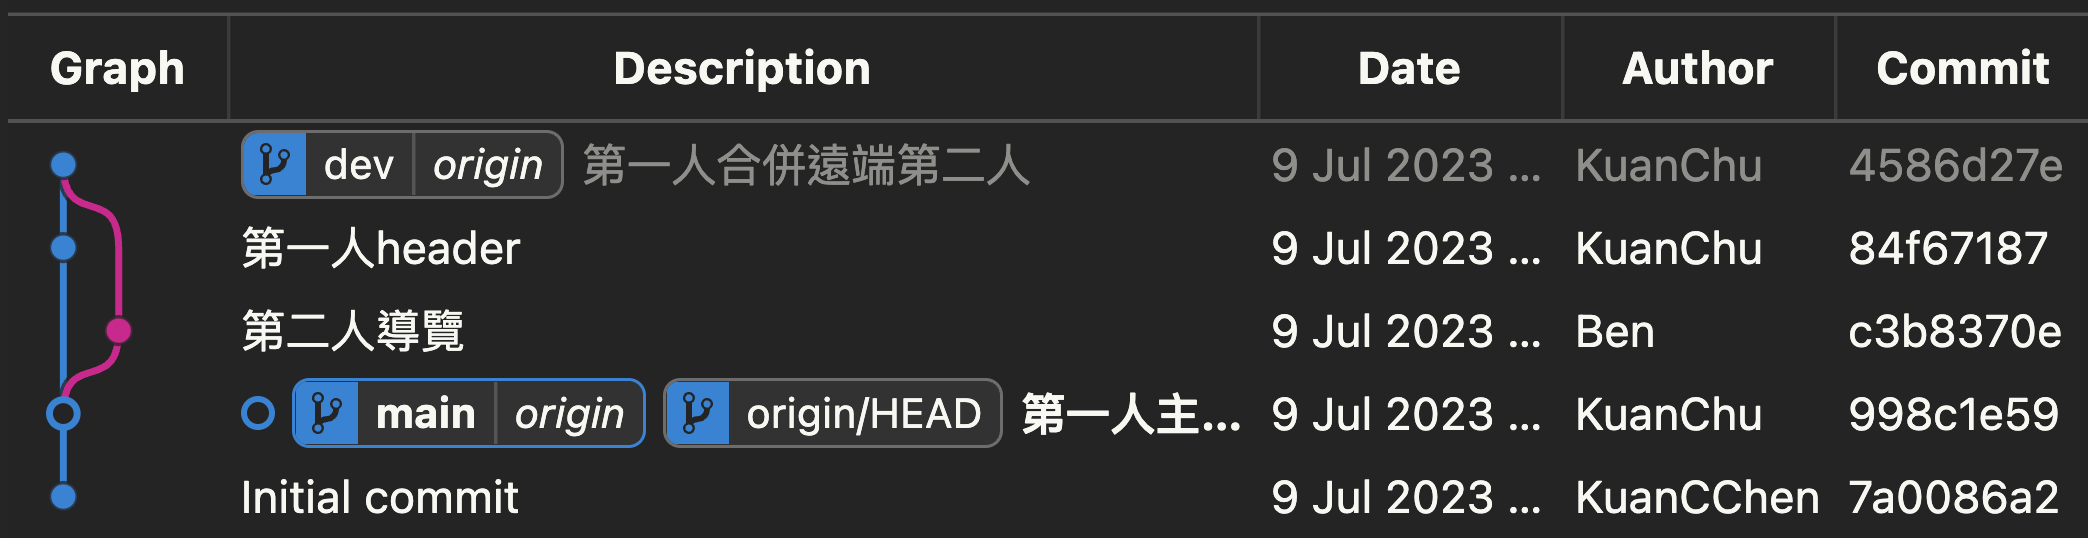 Graph Description Date Author Commit
dev origin 第一人合併遠端第二人 9 Jul 2023 ... KuanChu 4586d27e
第一人header 9 Jul 2023 ... KuanChu 84f67187
第二人導覽 9 Jul 2023 ... Ben c3b8370e
main origin origin/HEAD 第一人主... 9 Jul 2023 ... KuanChu 998c1e59
Initial commit 9 Jul 2023 ... KuanCChen 7a0086a2